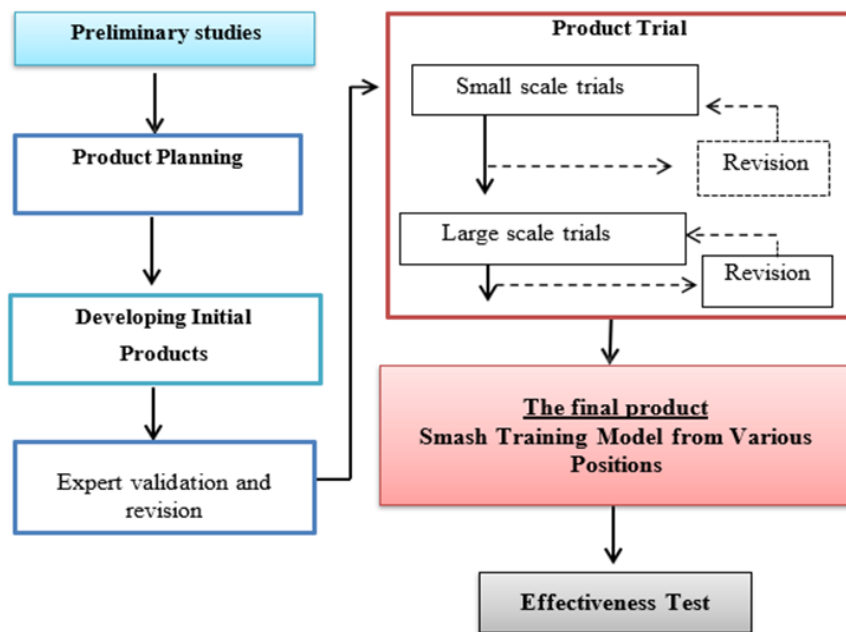 Preliminary studies
Product Planning
Developing Initial
Products
Expert validation and
revision
Product Trial
Small scale trials
Revision
Large scale trials
Revision
The final product
Smash Training Model from Various
Positions
Effectiveness Test